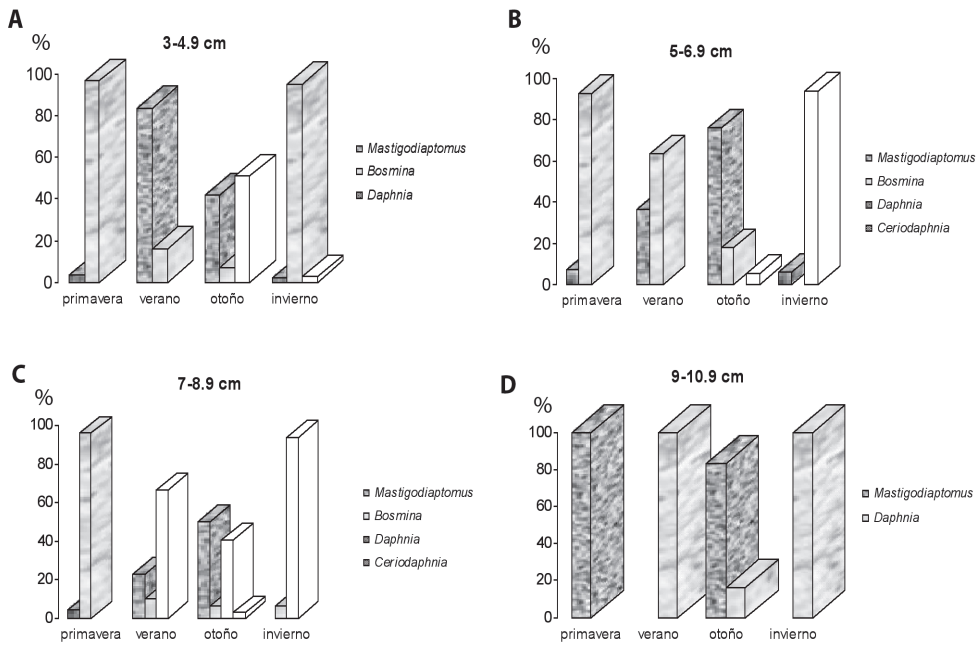 A
3-4.9 cm
%
100
80
60
40
20
0
primavera verano otoño invierno
Mastigodiaptomus
Bosmina
Daphnia
B
5-6.9 cm
%
100
80
60
40
20
0
primavera verano otoño invierno
Mastigodiaptomus
Bosmina
Daphnia
Ceriodaphnia
C
7-8.9 cm
%
100
80
60
40
20
0
primavera verano otoño invierno
Mastigodiaptomus
Bosmina
Daphnia
Ceriodaphnia
D
9-10.9 cm
%
100
80
60
40
20
0
primavera verano otoño invierno
Mastigodiaptomus
Daphnia